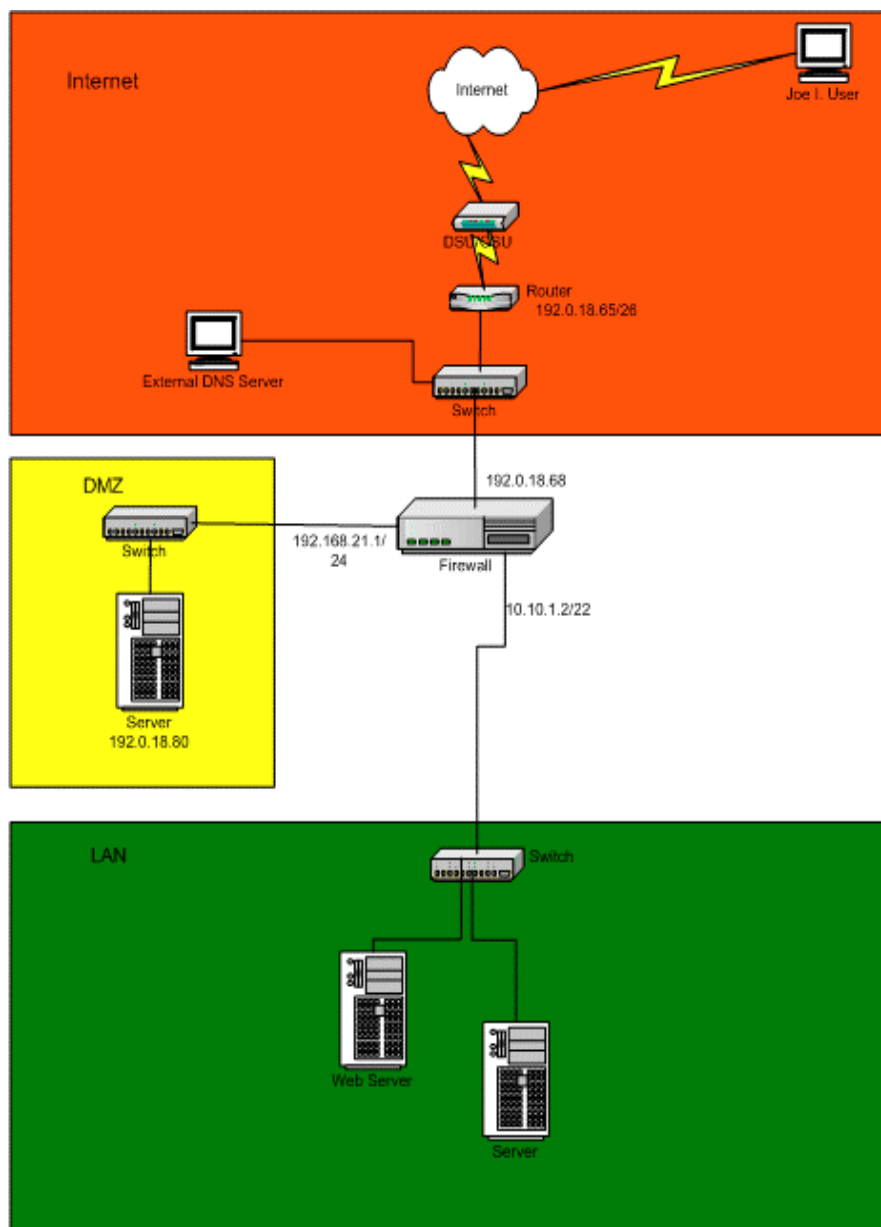 Internet
Internet
Joe I. User
DSU/CSU
Router
192.0.18.65/26
External DNS Server
Switch
192.0.18.68
DMZ
Switch
192.168.21.1/
24
Firewall
10.10.1.2/22
Server
192.0.18.80
LAN
Switch
Web Server
Server